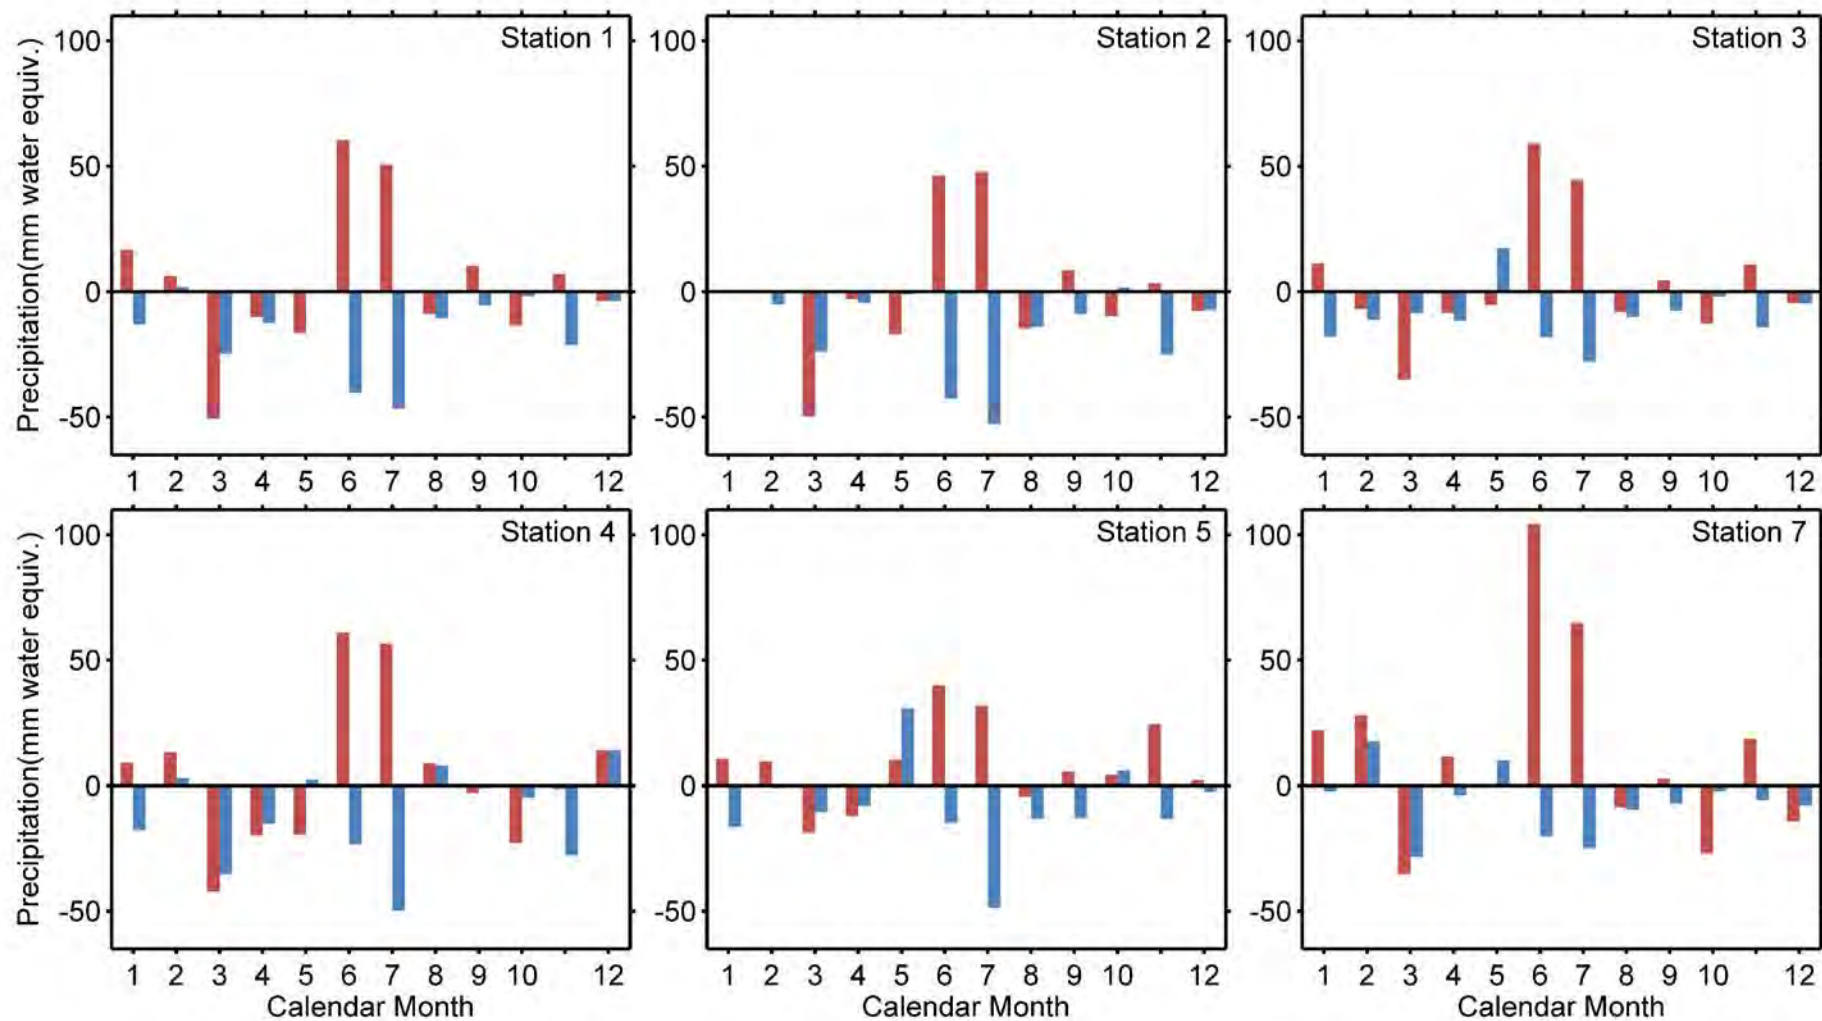 Precipitation(mm water equiv.)
100
50
0
-50
Station 1
1 2 3 4 5 6 7 8 9 10 12
100
50
0
-50
Station 2
1 2 3 4 5 6 7 8 9 10 12
100
50
0
-50
Station 3
1 2 3 4 5 6 7 8 9 10 12
Precipitation(mm water equiv.)
100
50
0
-50
Station 4
1 2 3 4 5 6 7 8 9 10 12
Calendar Month
100
50
0
-50
Station 5
1 2 3 4 5 6 7 8 9 10 12
Calendar Month
100
50
0
-50
Station 7
1 2 3 4 5 6 7 8 9 10 12
Calendar Month